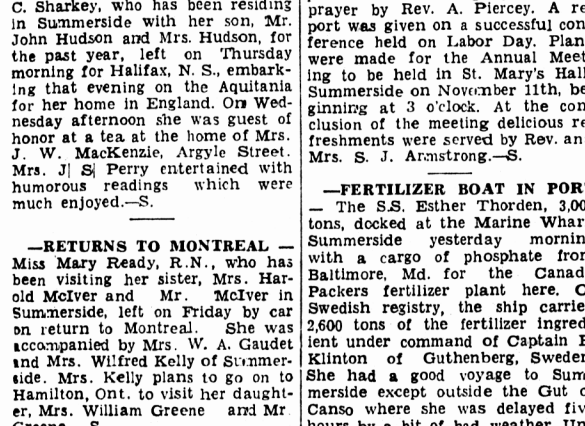 C. Sharkey, who has been residing
in Summerside with her son, Mr.
John Hudson and Mrs. Hudson, for
the past year, left on Thursday
morning for Halifax, N. S., embark-
ing that evening on the Aquitania
for her home in England. On Wed-
nesday afternoon she was guest of
honor at a tea at the home of Mrs.
J. W. MacKenzie, Argyle Street.
Mrs. J S Perry entertained with
humorous readings which were
much enjoyed.—S.
—RETURNS TO MONTREAL —
Miss Mary Ready, R.N., who has
been visiting her sister, Mrs. Har-
old McIver and Mr. McIver in
Summerside, left on Friday by car
on return to Montreal. She was
accompanied by Mrs. W. A. Gaudet
and Mrs. Wilfred Kelly of Summer-
side. Mrs. Kelly plans to go on to
Hamilton, Ont. to visit her daught-
er, Mrs. William Greene and Mr
prayer by Rev. A. Piercey. A re
port was given on a successful con
ference held on Labor Day. Plan
were made for the Annual Meet
ing to be held in St. Mary's Hall
Summerside on November 11th, be
ginning at 3 o'clock. At the con
clusion of the meeting delicious re
freshments were served by Rev. an
Mrs. S. J. Armstrong.—S.
—FERTILIZER BOAT IN POR
— The S.S. Esther Thorden, 3,00
tons, docked at the Marine Whar
Summerside yesterday mornin
with a cargo of phosphate from
Baltimore, Md. for the Canad
Packers fertilizer plant here. O
Swedish registry, the ship carrie
2,600 tons of the fertilizer ingred
ient under command of Captain
Klinton of Guthenberg, Sweden
She had a good voyage to Sum
merside except outside the Gut o
Canso where she was delayed fiv
hours by a bit of bad weather.